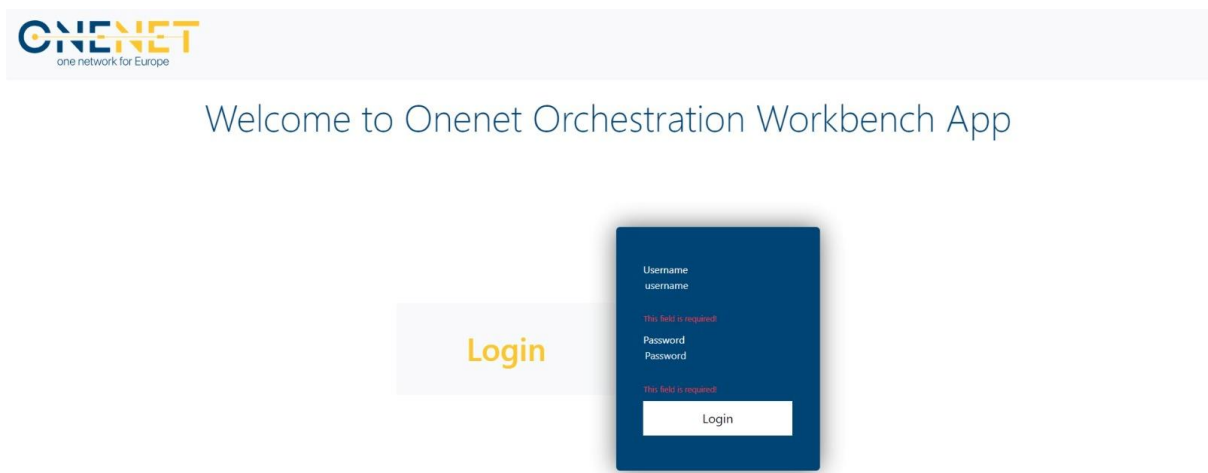 ONENET
one network for Europe
Welcome to Onenet Orchestration Workbench App
Login
Username
username
This field is required!
Password
Password
This field is required!
Login